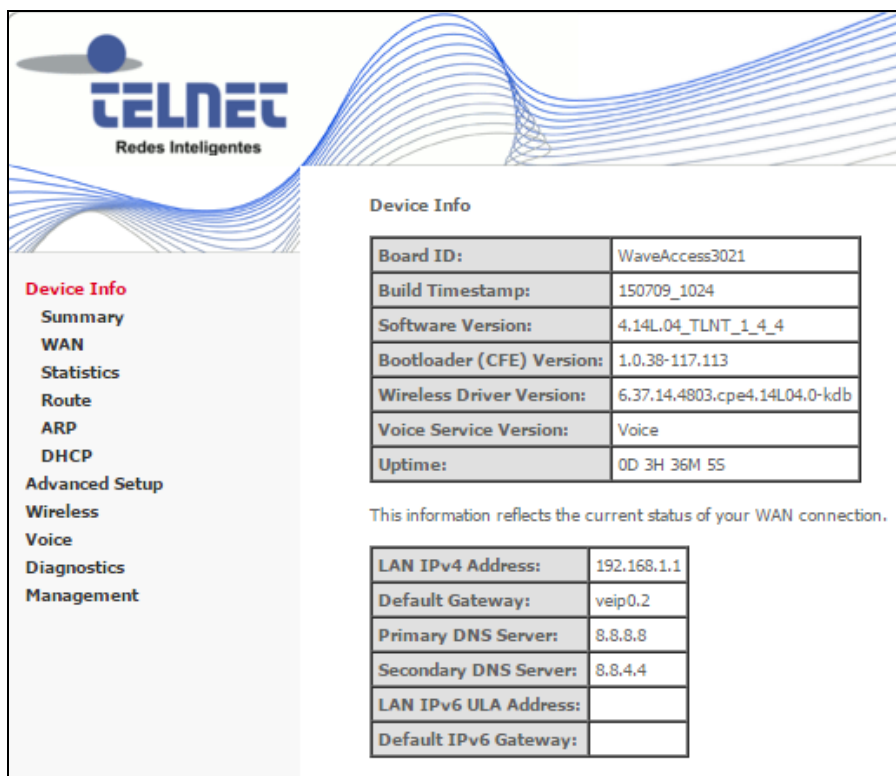 TELNET
Redes Inteligentes
Device Info
Summary
WAN
Statistics
Route
ARP
DHCP
Advanced Setup
Wireless
Voice
Diagnostics
Management
Device Info
Board ID: WaveAccess3021
Build Timestamp: 150709_1024
Software Version: 4.14L.04_TLNT_1_4_4
Bootloader (CFE) Version: 1.0.38-117.113
Wireless Driver Version: 6.37.14.4803.cpe4.14L04.0-kdb
Voice Service Version: Voice
Uptime: 0D 3H 36M 5S
This information reflects the current status of your WAN connection.
LAN IPv4 Address: 192.168.1.1
Default Gateway: veip0.2
Primary DNS Server: 8.8.8.8
Secondary DNS Server: 8.8.4.4
LAN IPv6 ULA Address:
Default IPv6 Gateway: